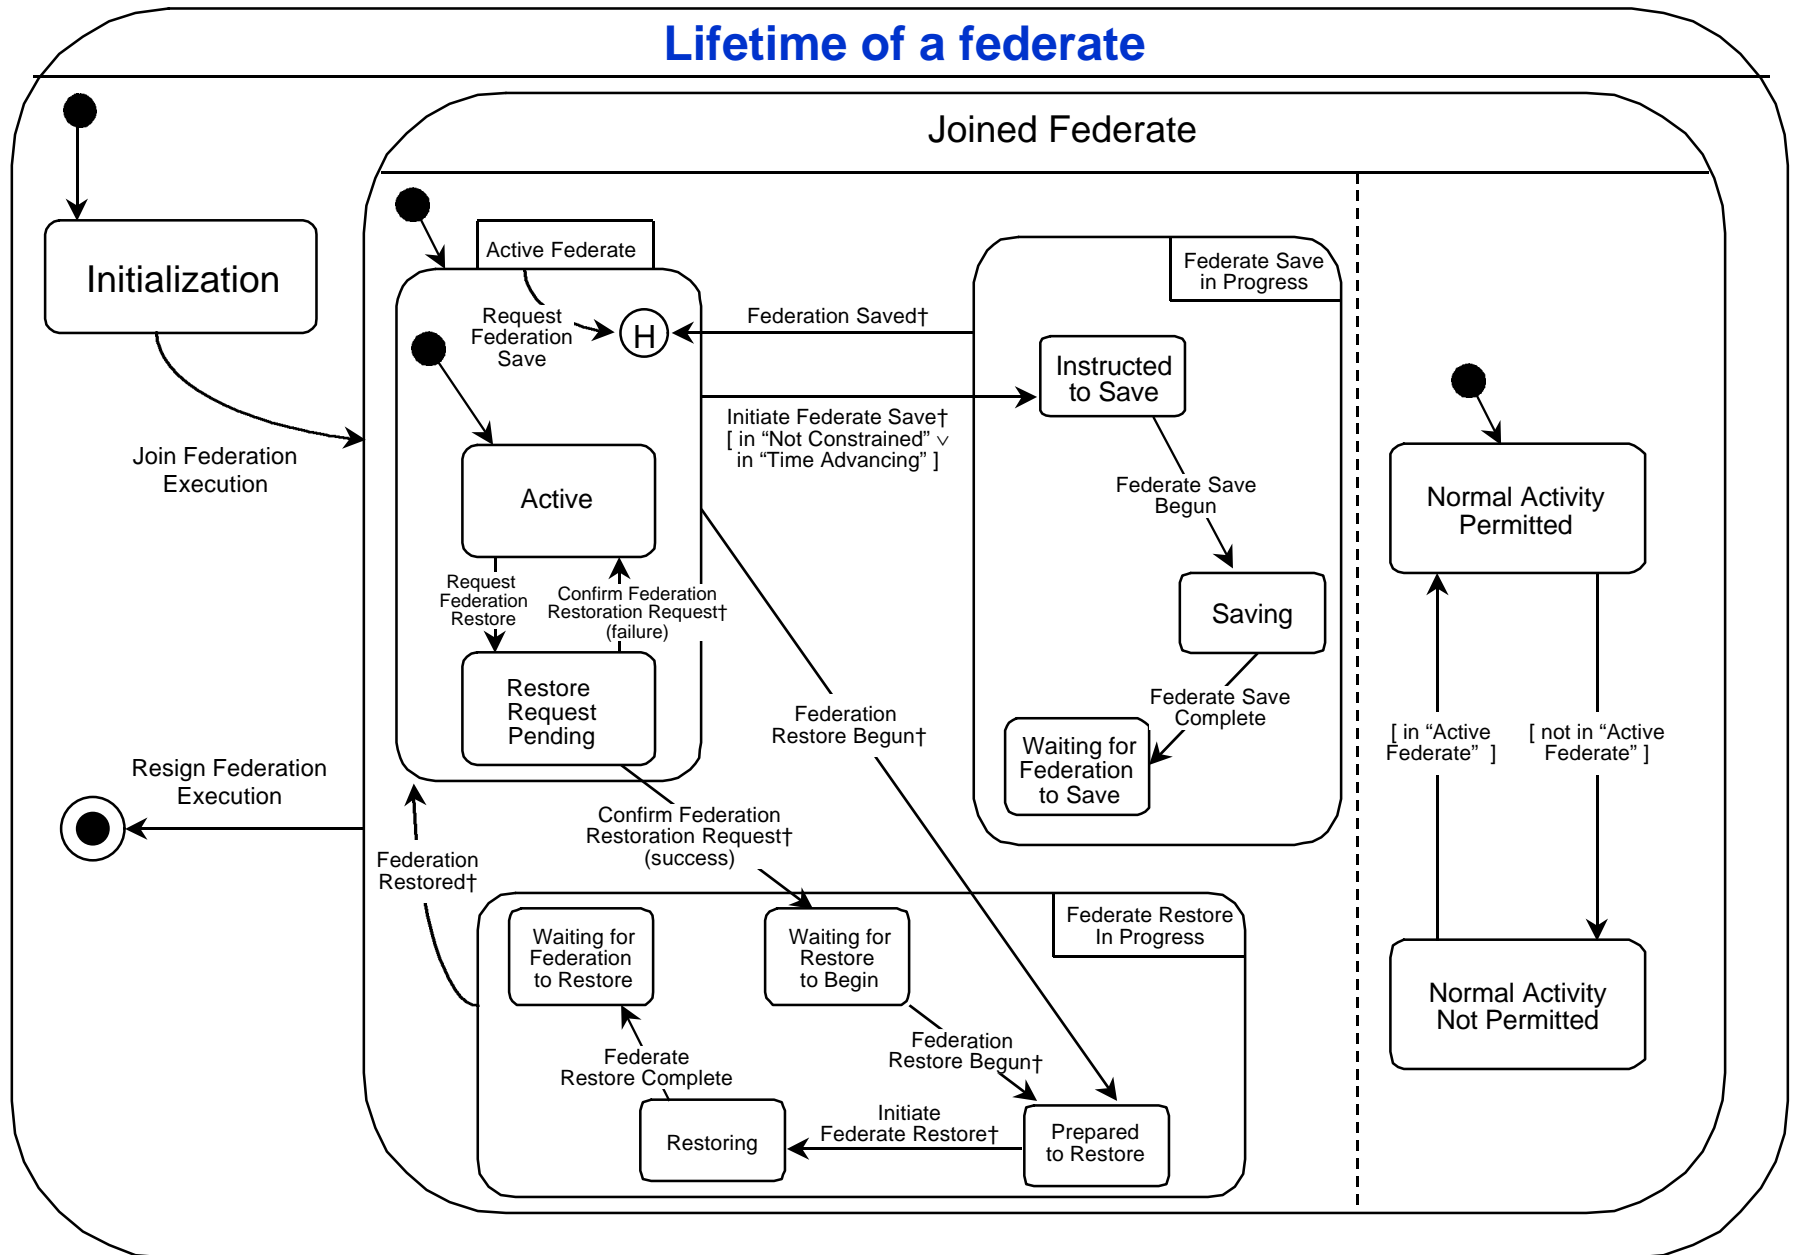 Lifetime of a federate
Joined Federate
Initialization
Join Federation
Execution
Resign Federation
Execution
Active Federate
Request
Federation
Save
H
Active
Request
Federation
Restore
Confirm Federation
Restoration Request†
(failure)
Restore
Request
Pending
Federation Saved†
Initiate Federate Save†
[ in “Not Constrained” ∨
in “Time Advancing” ]
Federate Save
in Progress
Instructed
to Save
Federate Save
Begun
Saving
Federate Save
Complete
Waiting for
Federation
to Save
Federation
Restore Begun†
Confirm Federation
Restoration Request†
(success)
Federation
Restored†
Federate Restore
In Progress
Waiting for
Federation
to Restore
Waiting for
Restore
to Begin
Federation
Restore Begun†
Federate
Restore Complete
Restoring
Initiate
Federate Restore†
Prepared
to Restore
Normal Activity
Permitted
[ in “Active
Federate” ]
[ not in “Active
Federate” ]
Normal Activity
Not Permitted